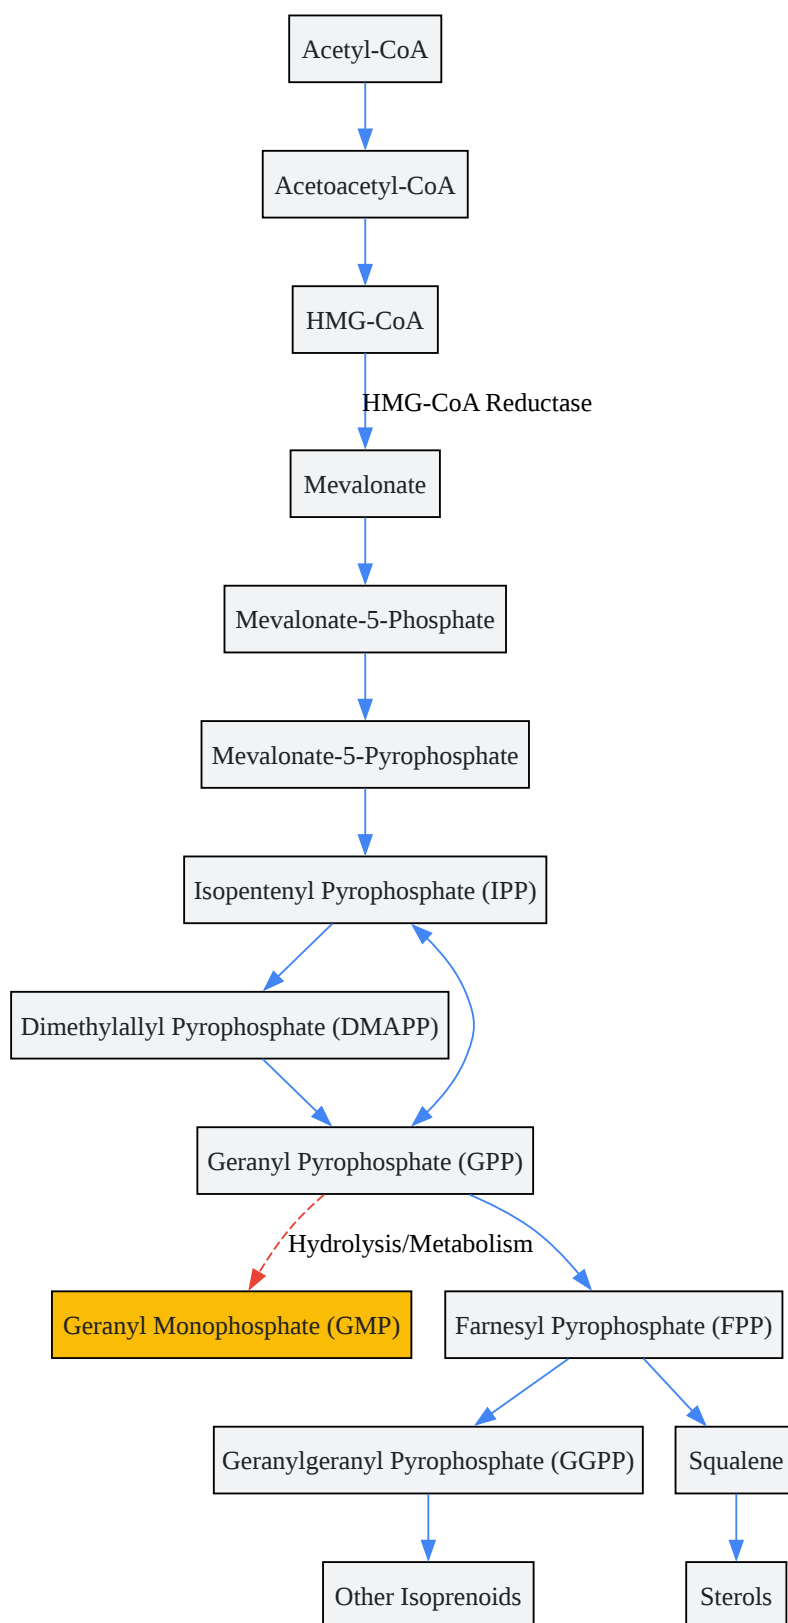 Acetyl-CoA
Acetoacetyl-CoA
HMG-CoA
HMG-CoA Reductase
Mevalonate
Mevalonate-5-Phosphate
Mevalonate-5-Pyrophosphate
Isopentenyl Pyrophosphate (IPP)
Dimethylallyl Pyrophosphate (DMAPP)
Geranyl Pyrophosphate (GPP)
Hydrolysis/Metabolism
Geranyl Monophosphate (GMP)
Farnesyl Pyrophosphate (FPP)
Geranylgeranyl Pyrophosphate (GGPP)
Squalene
Other Isoprenoids
Sterols